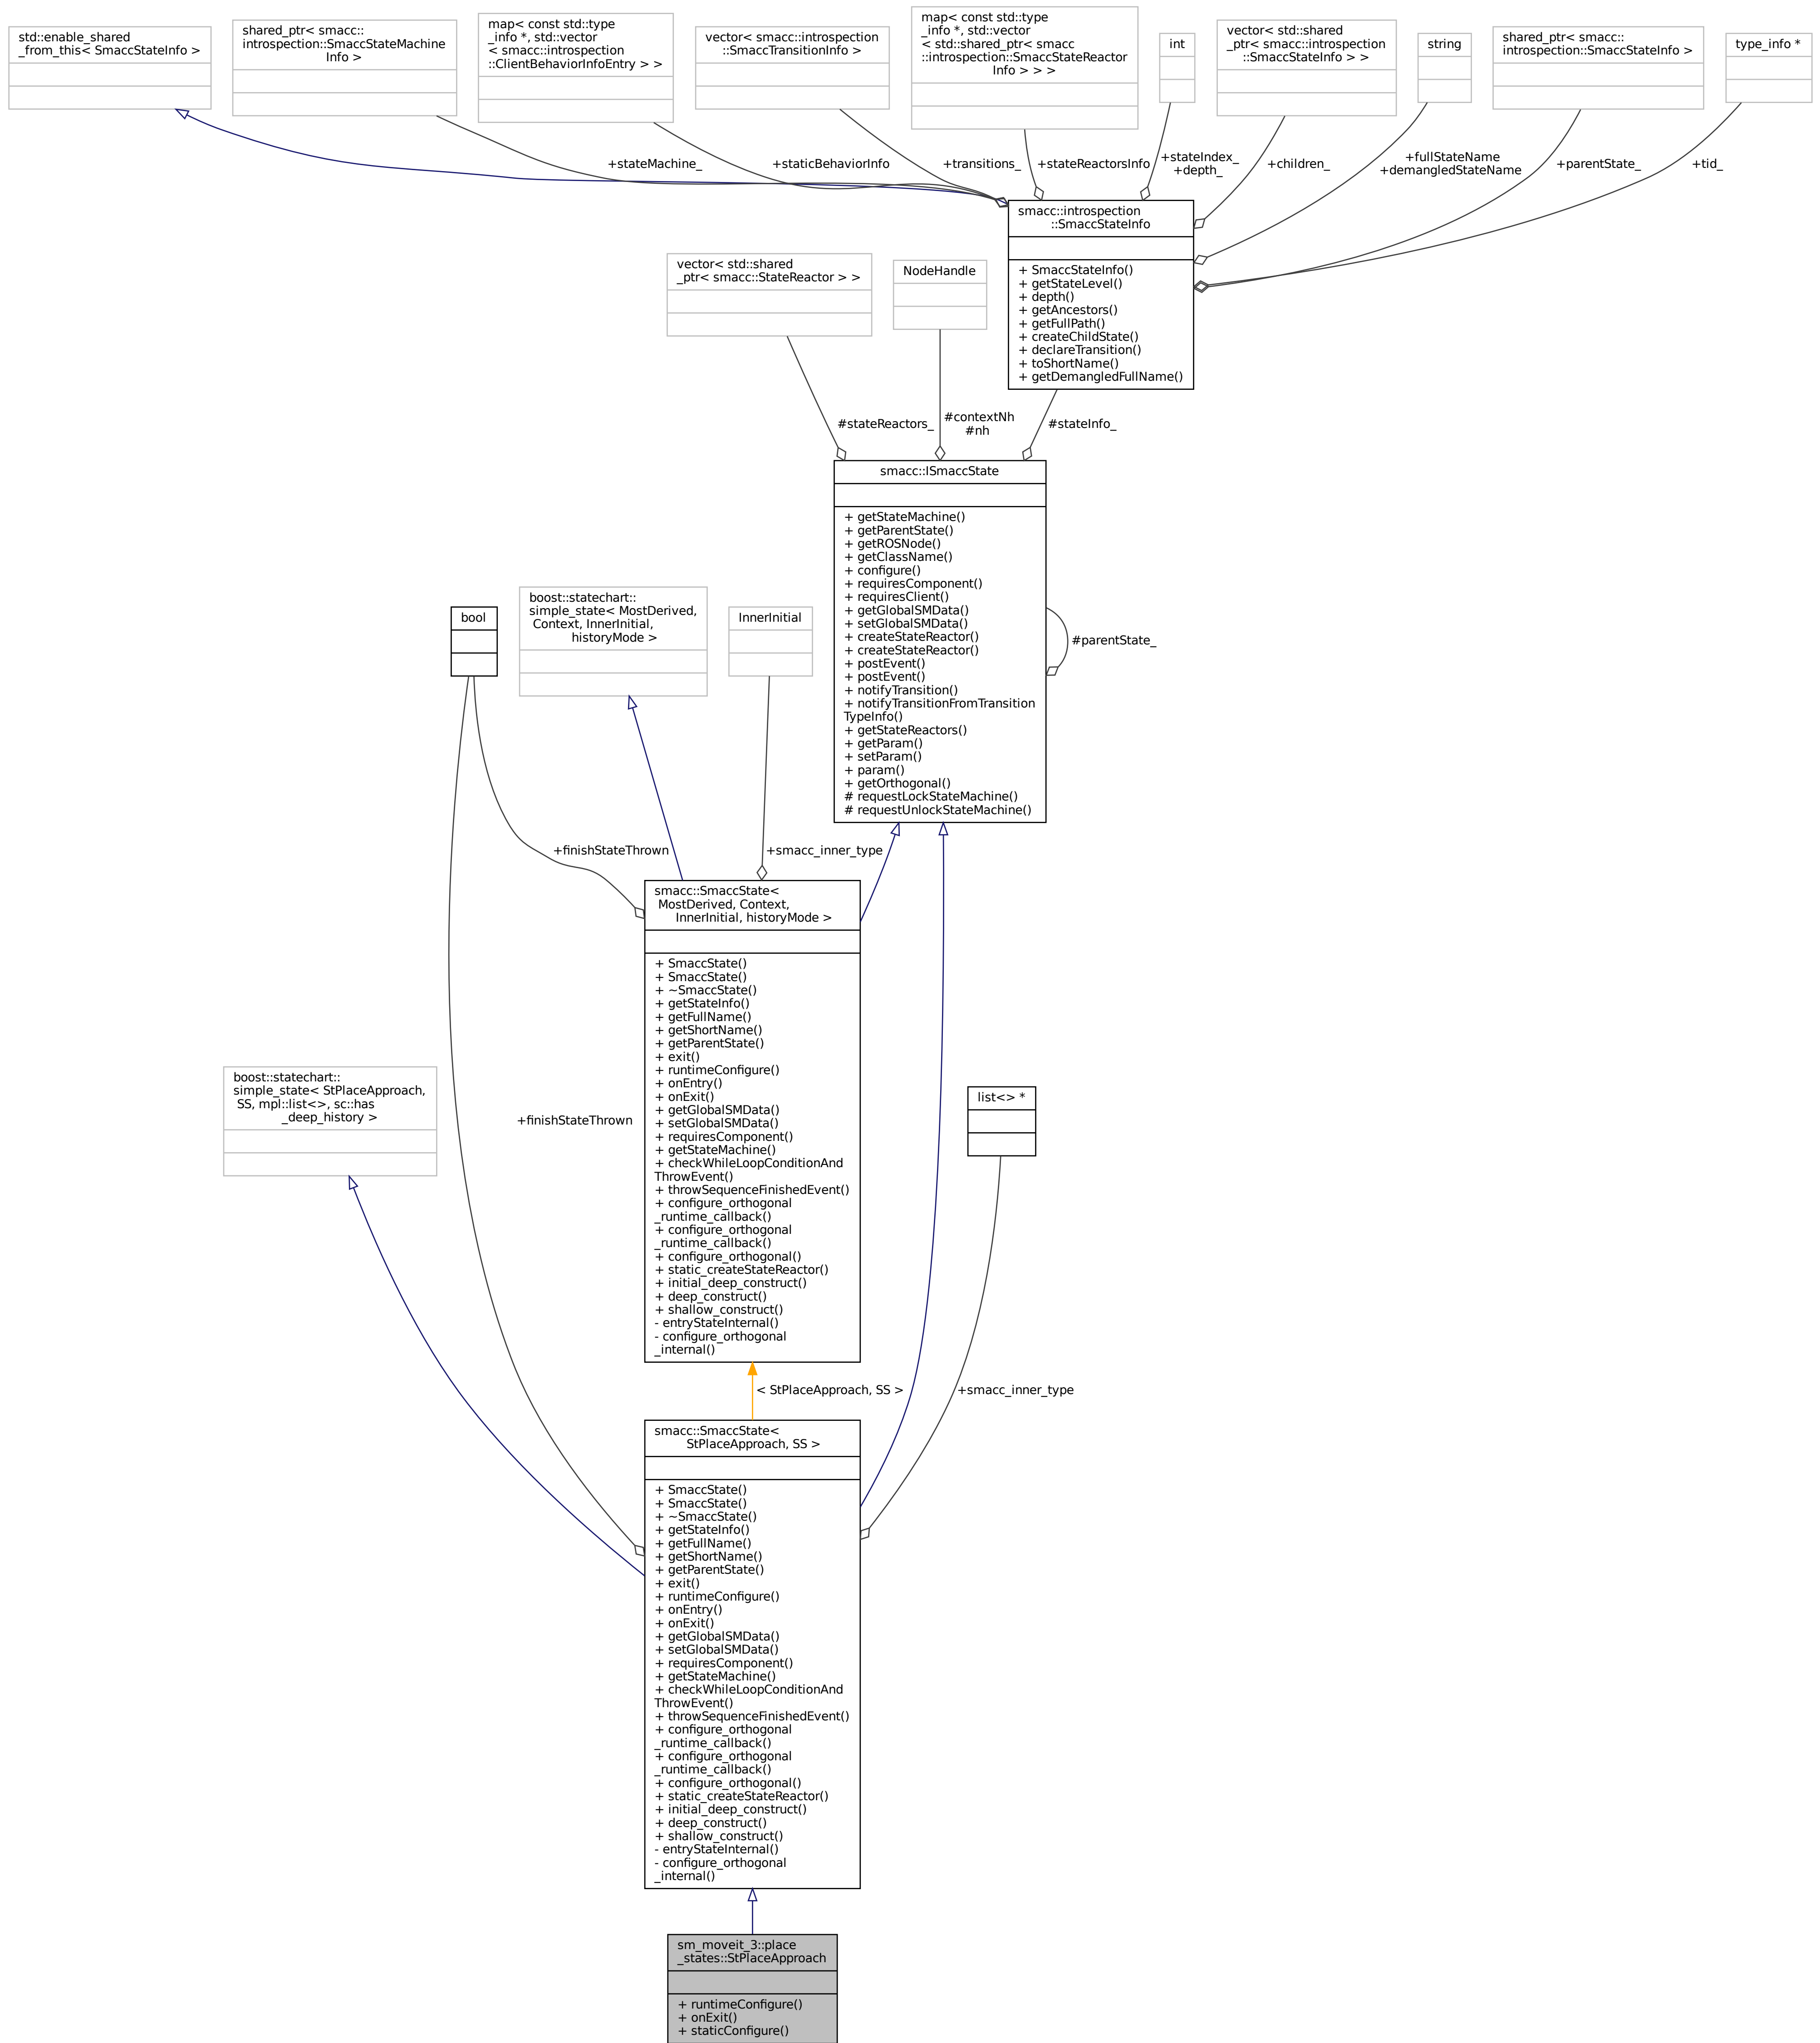 std::enable_shared
_from_this< SmaccStateInfo >
shared_ptr< smacc::
introspection::SmaccStateMachine
Info >
map< const std::type
_info *, std::vector
< smacc::introspection
::ClientBehaviorInfoEntry > >
vector< smacc::introspection
::SmaccTransitionInfo >
map< const std::type
_info *, std::vector
< std::shared_ptr< smacc
::introspection::SmaccStateReactor
Info > > >
int
vector< std::shared
_ptr< smacc::introspection
::SmaccStateInfo > >
string
shared_ptr< smacc::
introspection::SmaccStateInfo >
type_info *
+stateMachine_
+staticBehaviorInfo
+transitions_
+stateReactorsInfo
+stateIndex_
+depth_
+children_
+fullStateName
+demangledStateName
+parentState_
+tid_
smacc::introspection
::SmaccStateInfo
+ SmaccStateInfo()
+ getStateLevel()
+ depth()
+ getAncestors()
+ getFullPath()
+ createChildState()
+ declareTransition()
+ toShortName()
+ getDemangledFullName()
vector< std::shared
_ptr< smacc::StateReactor > >
NodeHandle
#stateReactors_
#contextNh
#nh
#stateInfo_
smacc::ISmaccState
+ getStateMachine()
+ getParentState()
+ getROSNode()
+ getClassName()
+ configure()
+ requiresComponent()
+ requiresClient()
+ getGlobalSMData()
+ setGlobalSMData()
+ createStateReactor()
+ createStateReactor()
+ postEvent()
+ postEvent()
+ notifyTransition()
+ notifyTransitionFromTransition
TypeInfo()
+ getStateReactors()
+ getParam()
+ setParam()
+ param()
+ getOrthogonal()
# requestLockStateMachine()
# requestUnlockStateMachine()
#parentState_
bool
boost::statechart::
simple_state< MostDerived,
Context, InnerInitial,
historyMode >
InnerInitial
+finishStateThrown
+smacc_inner_type
smacc::SmaccState<
MostDerived, Context,
InnerInitial, historyMode >
+ SmaccState()
+ SmaccState()
+ ~SmaccState()
+ getStateInfo()
+ getFullName()
+ getShortName()
+ getParentState()
+ exit()
+ runtimeConfigure()
+ onEntry()
+ onExit()
+ getGlobalSMData()
+ setGlobalSMData()
+ requiresComponent()
+ getStateMachine()
+ checkWhileLoopConditionAnd
ThrowEvent()
+ throwSequenceFinishedEvent()
+ configure_orthogonal
_runtime_callback()
+ configure_orthogonal
_runtime_callback()
+ configure_orthogonal()
+ static_createStateReactor()
+ initial_deep_construct()
+ deep_construct()
+ shallow_construct()
- entryStateInternal()
- configure_orthogonal
_internal()
boost::statechart::
simple_state< StPlaceApproach,
SS, mpl::list<>, sc::has
_deep_history >
+finishStateThrown
list<> *
< StPlaceApproach, SS >
+smacc_inner_type
smacc::SmaccState<
StPlaceApproach, SS >
+ SmaccState()
+ SmaccState()
+ ~SmaccState()
+ getStateInfo()
+ getFullName()
+ getShortName()
+ getParentState()
+ exit()
+ runtimeConfigure()
+ onEntry()
+ onExit()
+ getGlobalSMData()
+ setGlobalSMData()
+ requiresComponent()
+ getStateMachine()
+ checkWhileLoopConditionAnd
ThrowEvent()
+ throwSequenceFinishedEvent()
+ configure_orthogonal
_runtime_callback()
+ configure_orthogonal
_runtime_callback()
+ configure_orthogonal()
+ static_createStateReactor()
+ initial_deep_construct()
+ deep_construct()
+ shallow_construct()
- entryStateInternal()
- configure_orthogonal
_internal()
sm_moveit_3::place
_states::StPlaceApproach
+ runtimeConfigure()
+ onExit()
+ staticConfigure()